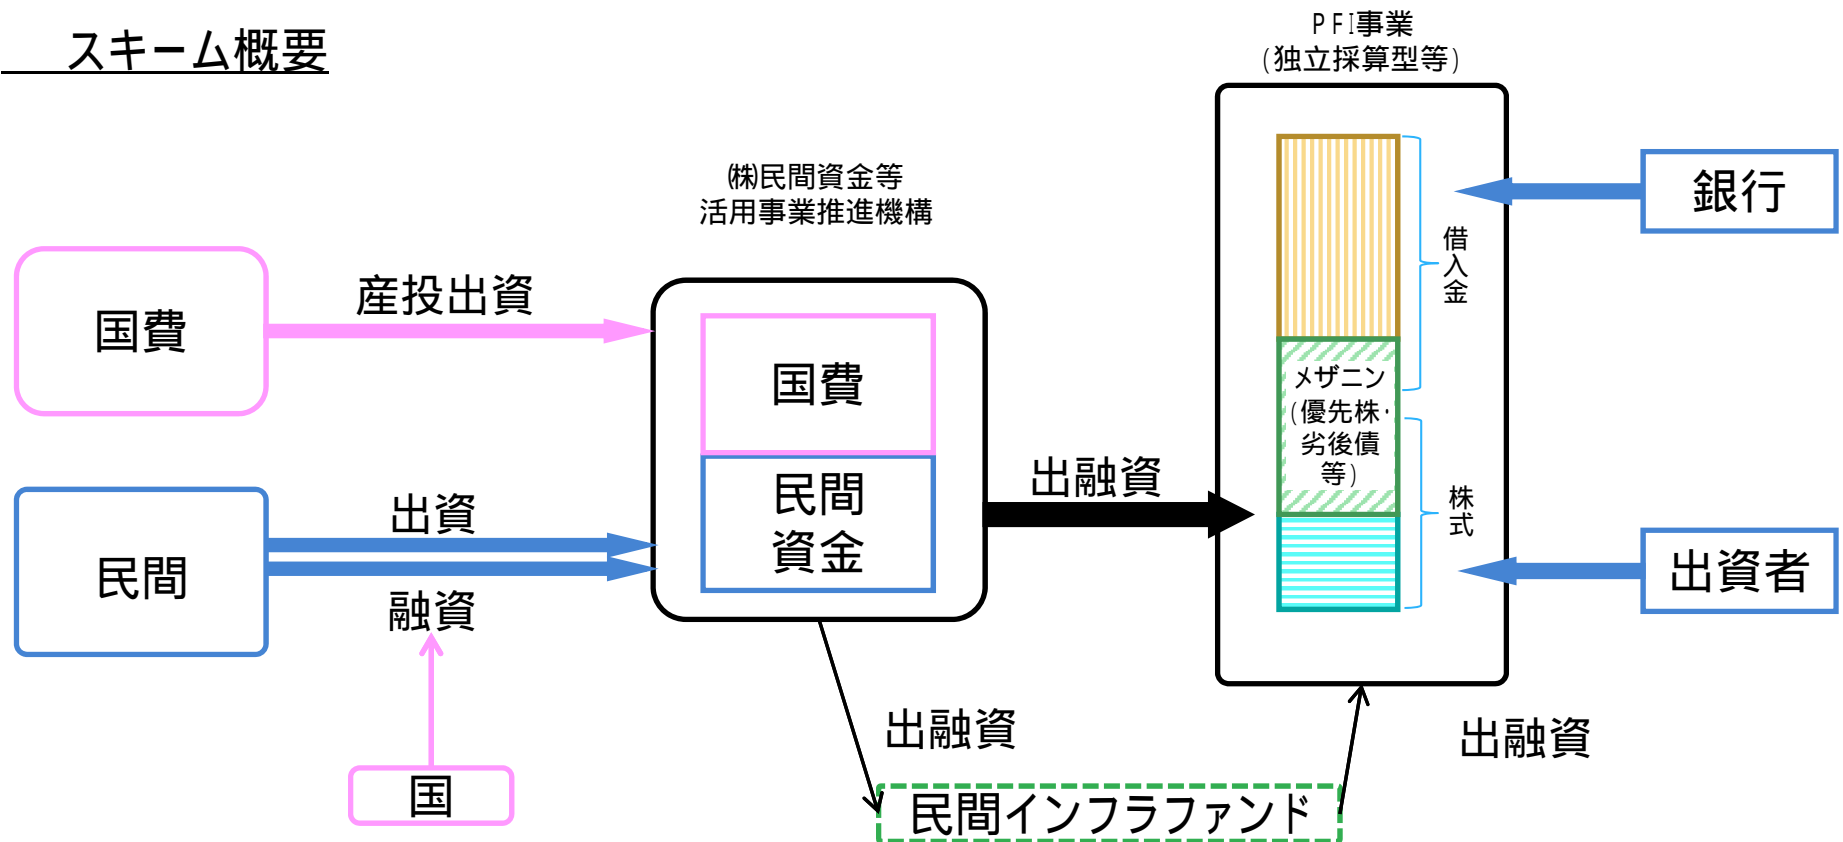 スキーム概要
PFI事業
(独立採算型等)
㈱民間資金等
活用事業推進機構
国費
産投出資
国費
民間
資金
民間
出資
融資
国
出融資
出融資
民間インフラファンド
出融資
メザニン
(優先株・
劣後債
等)
借入金
株式
銀行
出資者